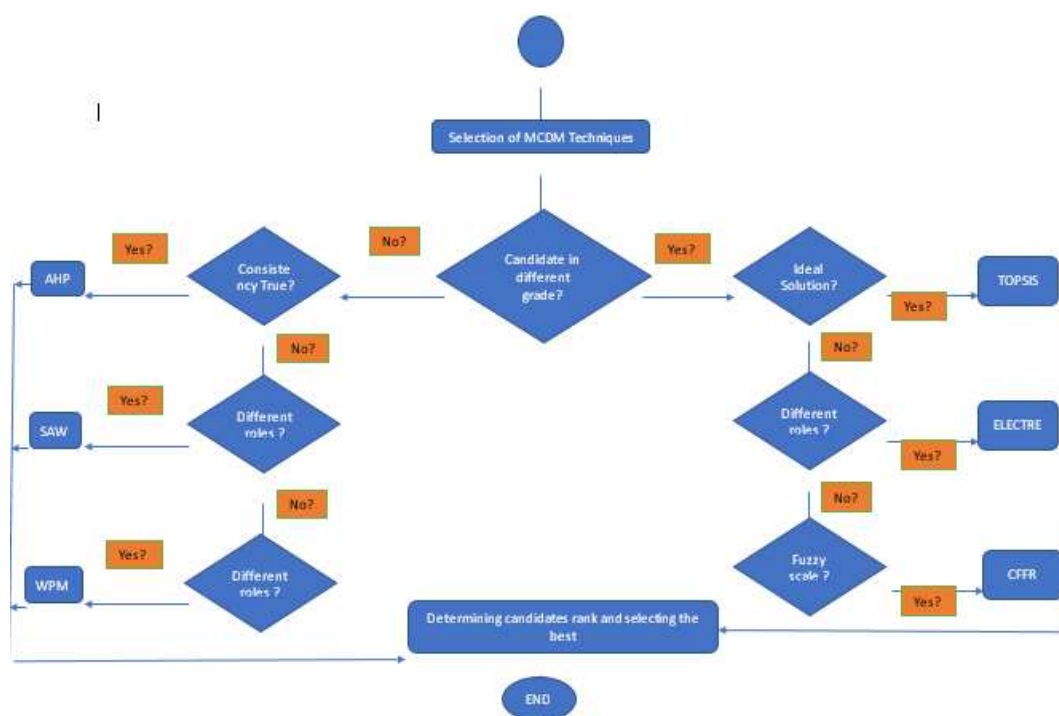 Selection of MCDM Techniques
Yes?
No?
Yes?
AHP
Consiste
ncy True?
Candidate in
different
grade?
Ideal
Solution?
TOPSIS
Yes?
No?
No?
Yes?
SAW
Different
roles ?
Different
roles ?
ELECTRE
Yes?
No?
No?
Yes?
WPM
Different
roles ?
Fuzzy
scale ?
CFFR
Yes?
Determining candidates rank and selecting the
best
END